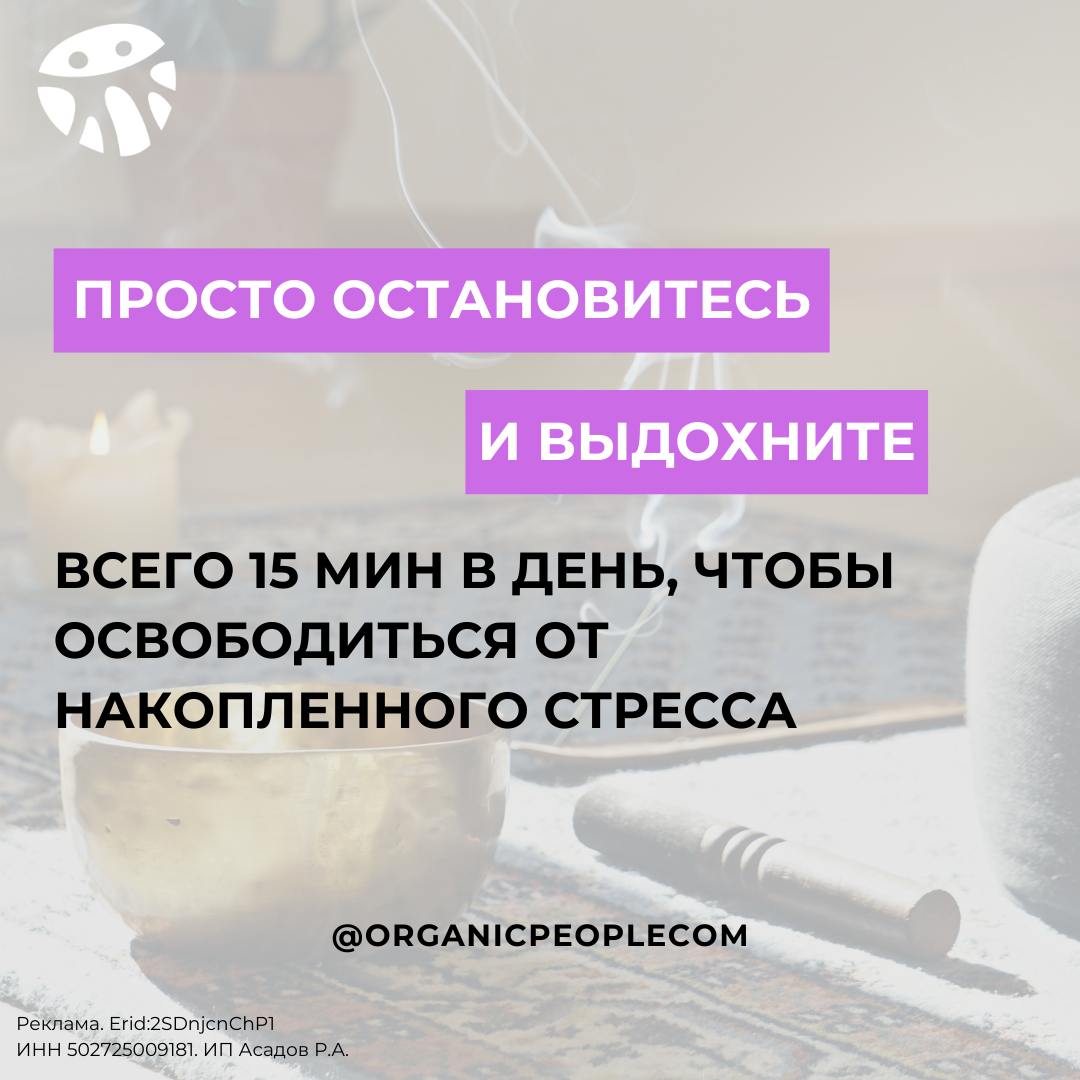 ПРОСТО ОСТАНОВИТЕСЬ
И ВЫДОХНИТЕ
ВСЕГО 15 МИН В ДЕНЬ, ЧТОБЫ
ОСВОБОДИТЬСЯ ОТ
НАКОПЛЕННОГО СТРЕССА
@ORGANICPEOPLECOM
Реклама. Erid:2SDnjcnChP1
ИНН 502725009181. ИП Асадов Р.А.